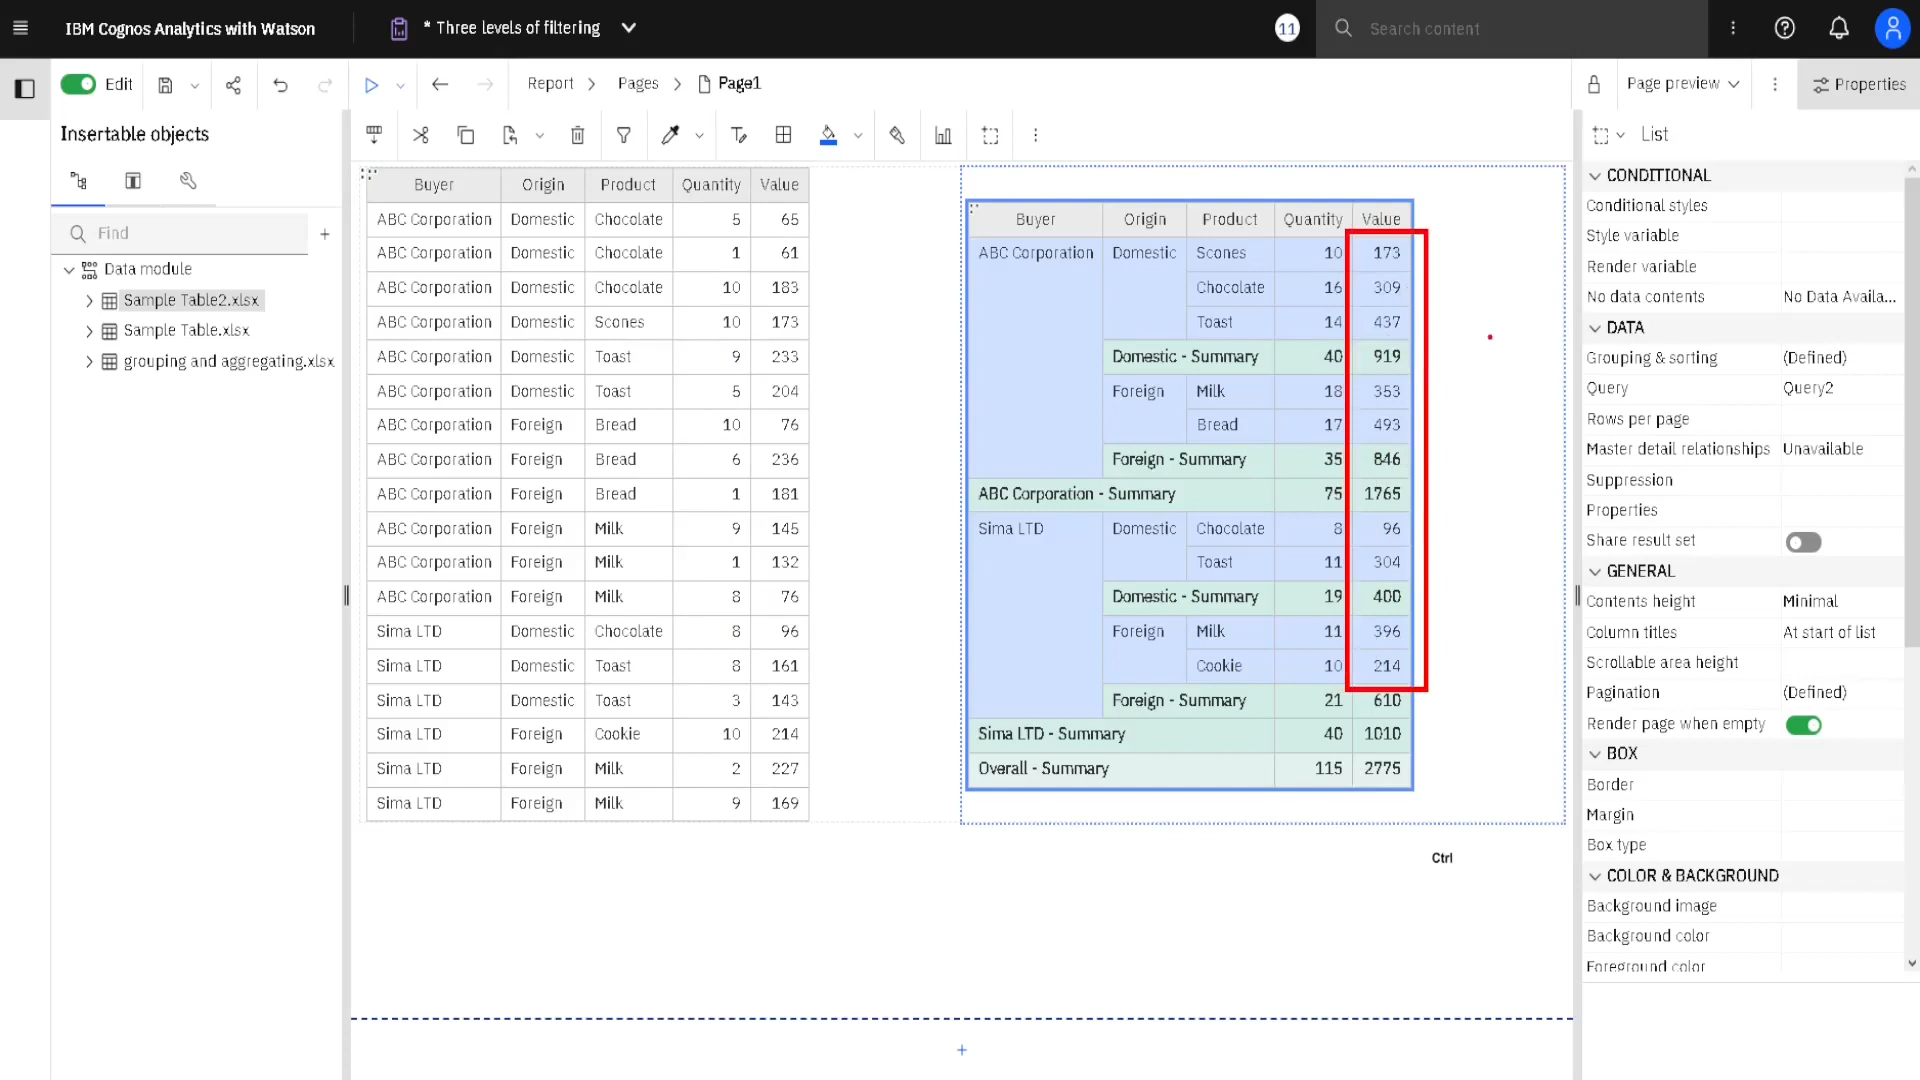 IBM Cognos Analytics with Watson
* Three levels of filtering
11
Search content
Edit
Report
Pages
Page1
Page preview
Properties
Insertable objects
Find
Data module
Sample Table2.xlsx
Sample Table.xlsx
grouping and aggregating.xlsx
Buyer Origin Product Quantity Value
ABC Corporation Domestic Chocolate 5 65
ABC Corporation Domestic Chocolate 1 61
ABC Corporation Domestic Chocolate 10 183
ABC Corporation Domestic Scones 10 173
ABC Corporation Domestic Toast 9 233
ABC Corporation Domestic Toast 5 204
ABC Corporation Foreign Bread 10 76
ABC Corporation Foreign Bread 6 236
ABC Corporation Foreign Bread 1 181
ABC Corporation Foreign Milk 9 145
ABC Corporation Foreign Milk 1 132
ABC Corporation Foreign Milk 8 76
Sima LTD Domestic Chocolate 8 96
Sima LTD Domestic Toast 8 161
Sima LTD Domestic Toast 3 143
Sima LTD Foreign Cookie 10 214
Sima LTD Foreign Milk 2 227
Sima LTD Foreign Milk 9 169
Buyer Origin Product Quantity Value
ABC Corporation Domestic Scones 10 173
Chocolate 16 309
Toast 14 437
Domestic - Summary 40 919
Foreign Milk 18 353
Bread 17 493
Foreign - Summary 35 846
ABC Corporation - Summary 75 1765
Sima LTD Domestic Chocolate 8 96
Toast 11 304
Domestic - Summary 19 400
Foreign Milk 11 396
Cookie 10 214
Foreign - Summary 21 610
Sima LTD - Summary 40 1010
Overall - Summary 115 2775
Ctrl
List
CONDITIONAL
Conditional styles
Style variable
Render variable
No data contents No Data Availa...
DATA
Grouping & sorting (Defined)
Query Query2
Rows per page
Master detail relationships Unavailable
Suppression
Properties
Share result set
GENERAL
Contents height Minimal
Column titles At start of list
Scrollable area height
Pagination (Defined)
Render page when empty
BOX
Border
Margin
Box type
COLOR & BACKGROUND
Background image
Background color
Foreground color